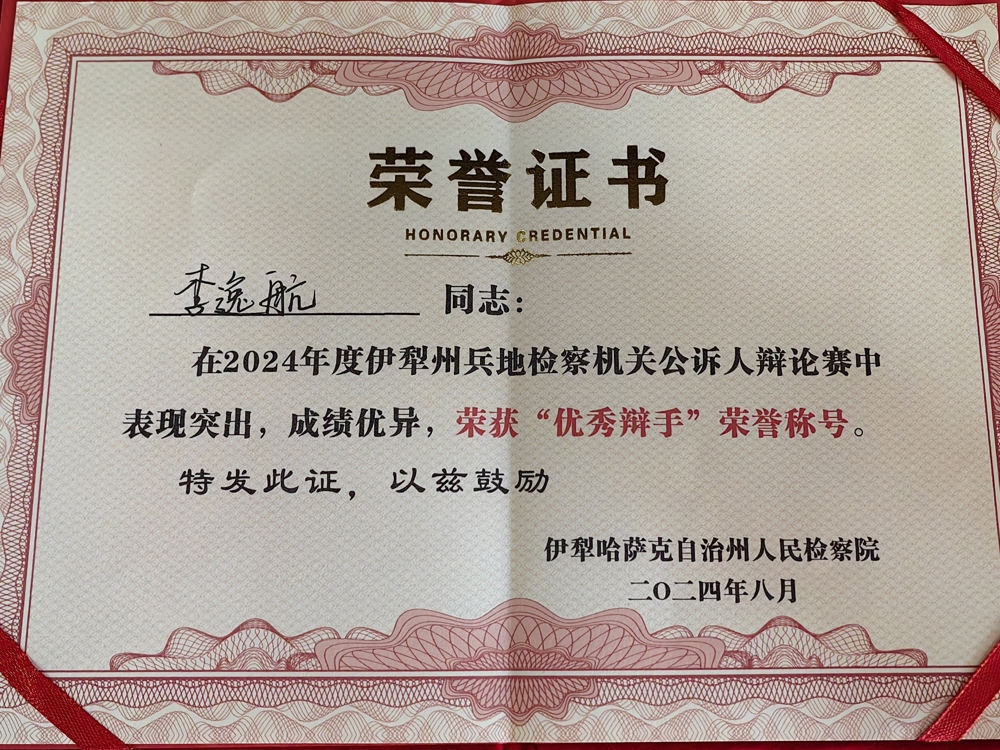 荣誉证书
HONORARY CREDENTIAL
李逸航 同志：
在2024年度伊犁州兵地检察机关公诉人辩论赛中
表现突出，成绩优异，荣获“优秀辩手”荣誉称号。
特发此证，以兹鼓励
伊犁哈萨克自治州人民检察院
二〇二四年八月